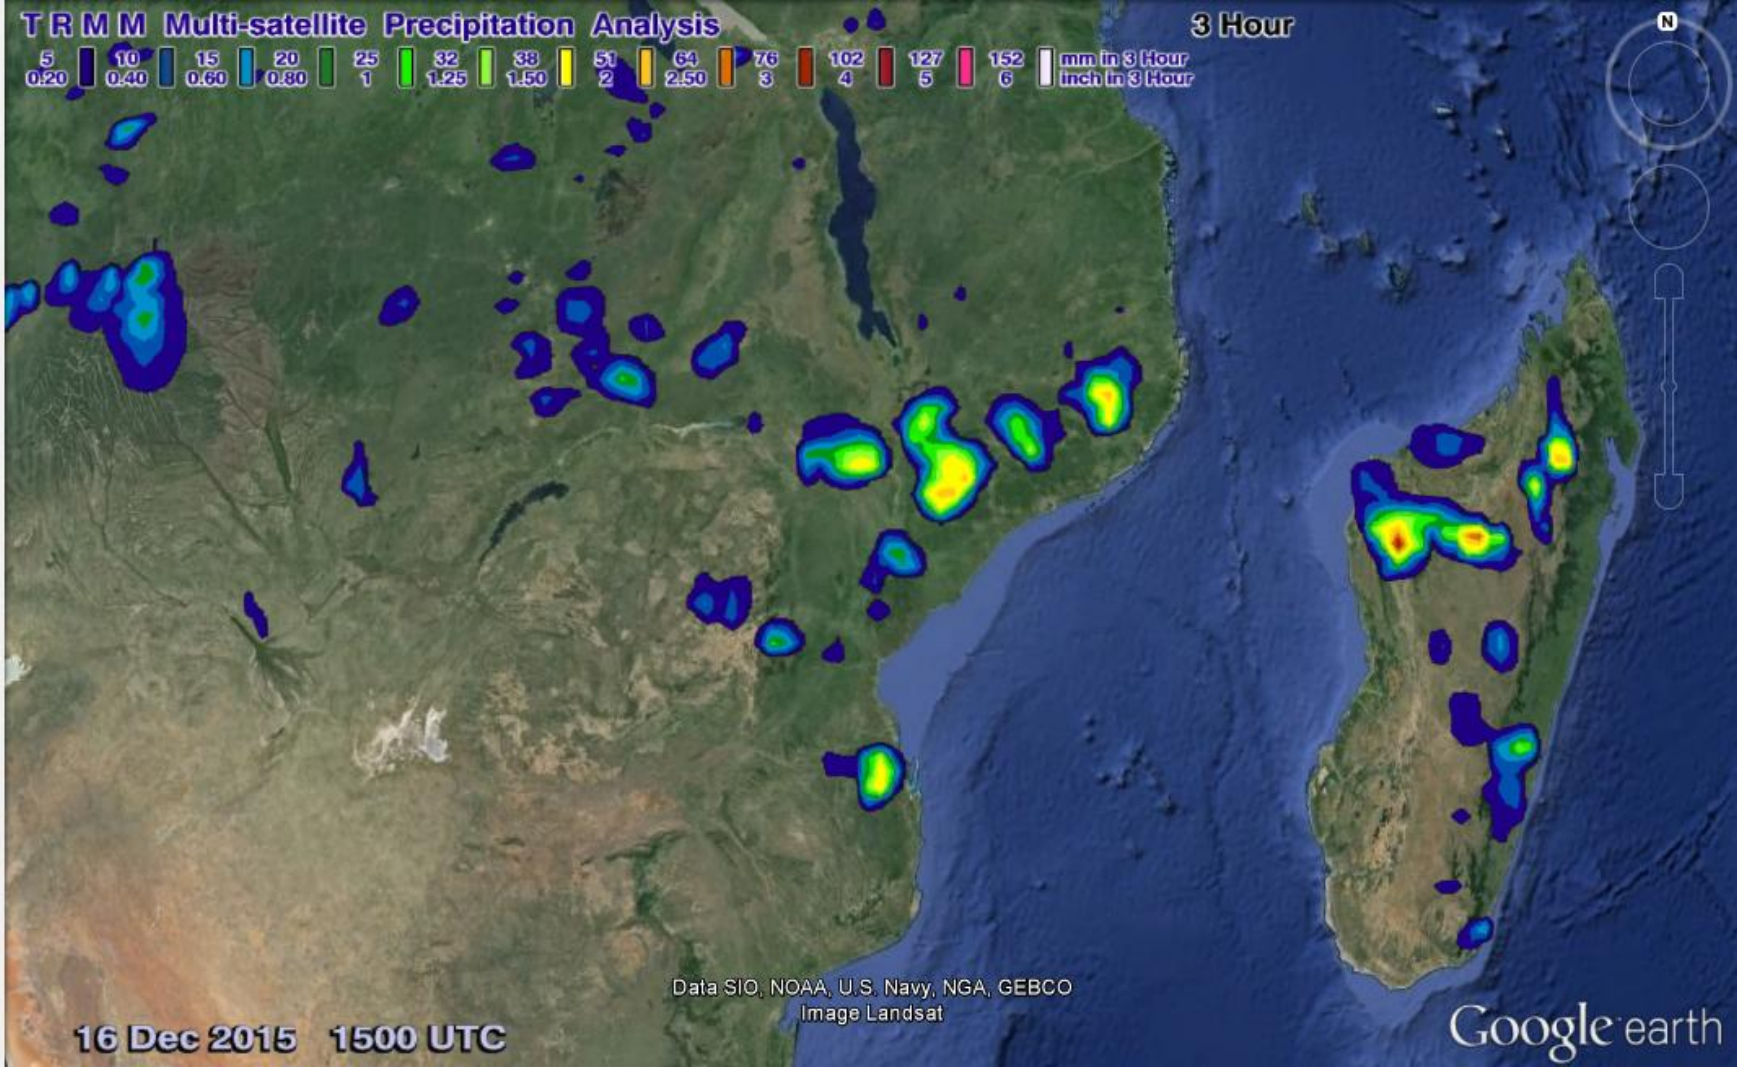 T R M M Multi-satellite Precipitation Analysis
3 Hour
N
5 10 15 20 25 32 38 51 64 76 102 127 152 mm in 3 Hour
0.20 0.40 0.60 0.80 1 1.25 1.50 2 2.50 3 4 5 6 inch in 3 Hour
Data SIO, NOAA, U.S. Navy, NGA, GEBCO
Image Landsat
16 Dec 2015 1500 UTC
Google earth